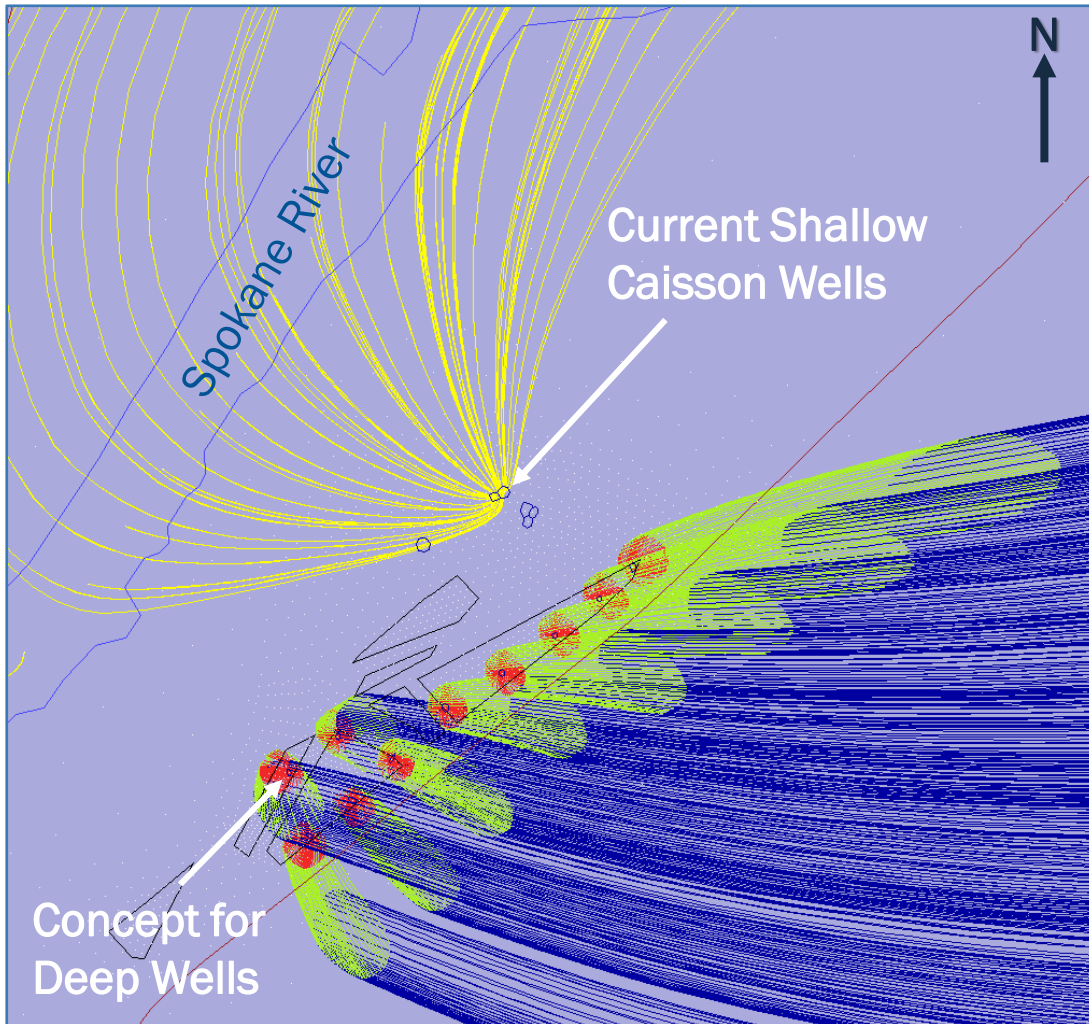 N
Spokane River
Current Shallow
Caisson Wells
Concept for
Deep Wells